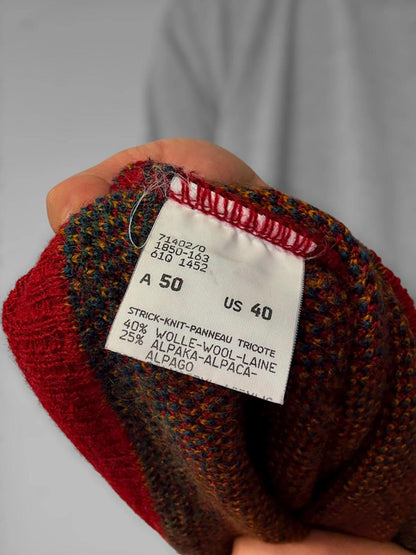 71402/0
1850-163
61Q 1452
A 50 US 40
STRICK-KNIT-PANNEAU TRICOTE
40% WOLLE-WOOL-LAINE
25% ALPAKA-ALPACA-
ALPAGO